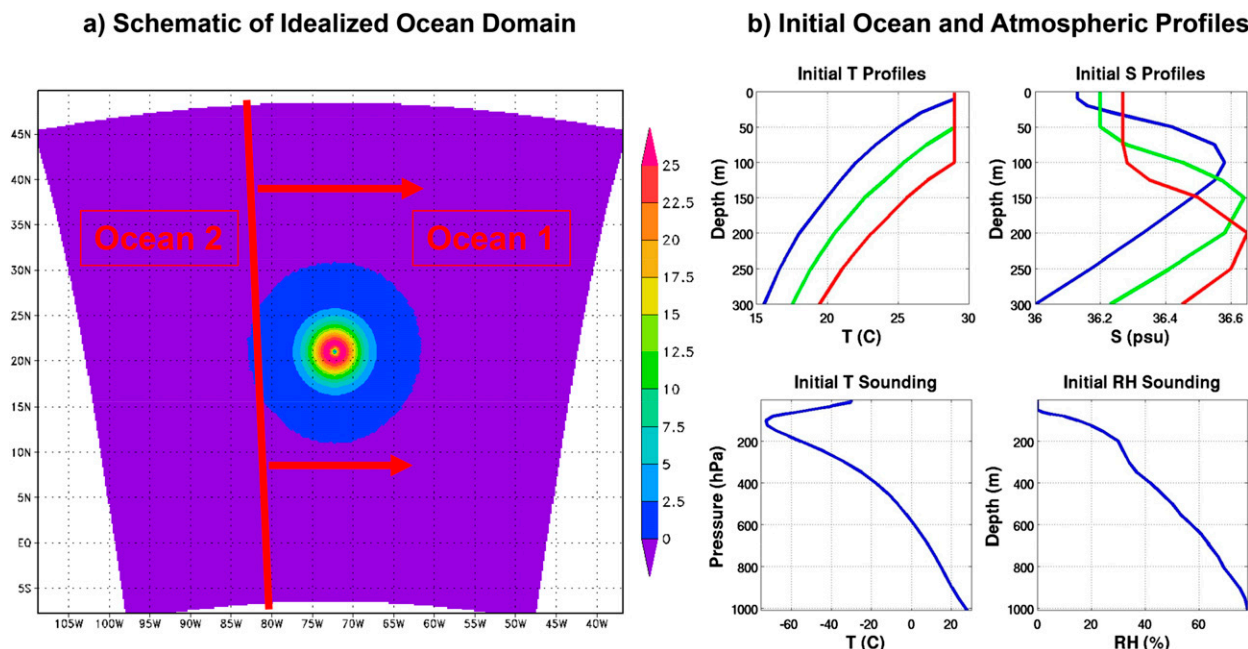 a) Schematic of Idealized Ocean Domain
45N
40N
35N
30N
25N
20N
15N
10N
5N
EQ
5S
105W 100W 95W 90W 85W 80W 75W 70W 65W 60W 55W 50W 45W 40W
Ocean 2
Ocean 1
25
22.5
20
17.5
15
12.5
10
7.5
5
2.5
0
b) Initial Ocean and Atmospheric Profiles
Initial T Profiles
Depth (m)
0
50
100
150
200
250
300
15 20 25 30
T (C)
Initial S Profiles
Depth (m)
0
50
100
150
200
250
300
36 36.2 36.4 36.6
S (psu)
Initial T Sounding
Pressure (hPa)
200
400
600
800
1000
-60 -40 -20 0 20
T (C)
Initial RH Sounding
Depth (m)
200
400
600
800
1000
0 20 40 60
RH (%)